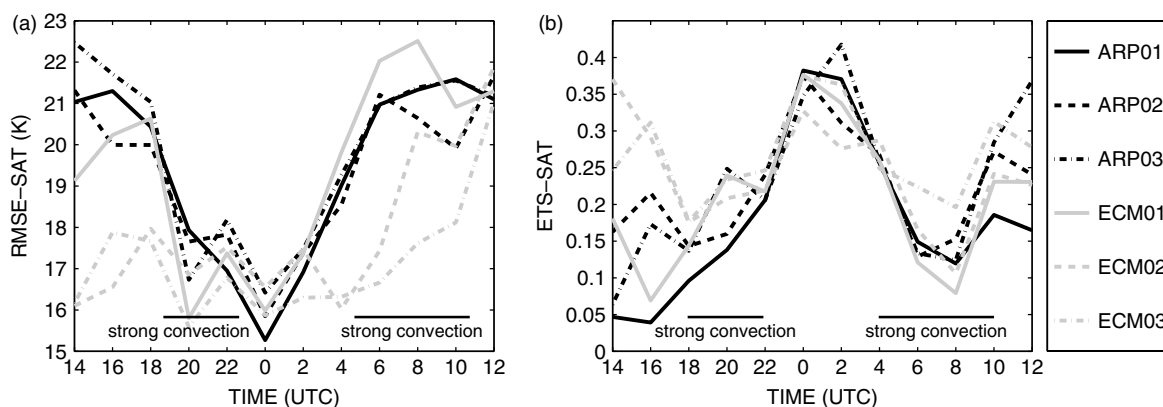 (a)
23
22
21
20
19
18
17
16
15
RMSE-SAT (K)
strong convection
strong convection
14 16 18 20 22 0 2 4 6 8 10 12
TIME (UTC)
(b)
0.4
0.35
0.3
0.25
0.2
0.15
0.1
0.05
0
ETS-SAT
strong convection
strong convection
14 16 18 20 22 0 2 4 6 8 10 12
TIME (UTC)
ARP01
ARP02
ARP03
ECM01
ECM02
ECM03